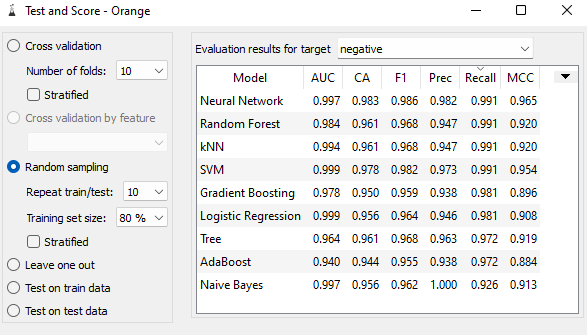 Test and Score - Orange
Cross validation
Number of folds: 10
Stratified
Cross validation by feature
Random sampling
Repeat train/test: 10
Training set size: 80 %
Stratified
Leave one out
Test on train data
Test on test data
Evaluation results for target negative
Model AUC CA F1 Prec Recall MCC
Neural Network 0.997 0.983 0.986 0.982 0.991 0.965
Random Forest 0.984 0.961 0.968 0.947 0.991 0.920
kNN 0.994 0.961 0.968 0.947 0.991 0.920
SVM 0.999 0.978 0.982 0.973 0.991 0.954
Gradient Boosting 0.978 0.950 0.959 0.938 0.981 0.896
Logistic Regression 0.999 0.956 0.964 0.946 0.981 0.908
Tree 0.964 0.961 0.968 0.963 0.972 0.919
AdaBoost 0.940 0.944 0.955 0.938 0.972 0.884
Naive Bayes 0.997 0.956 0.962 1.000 0.926 0.913